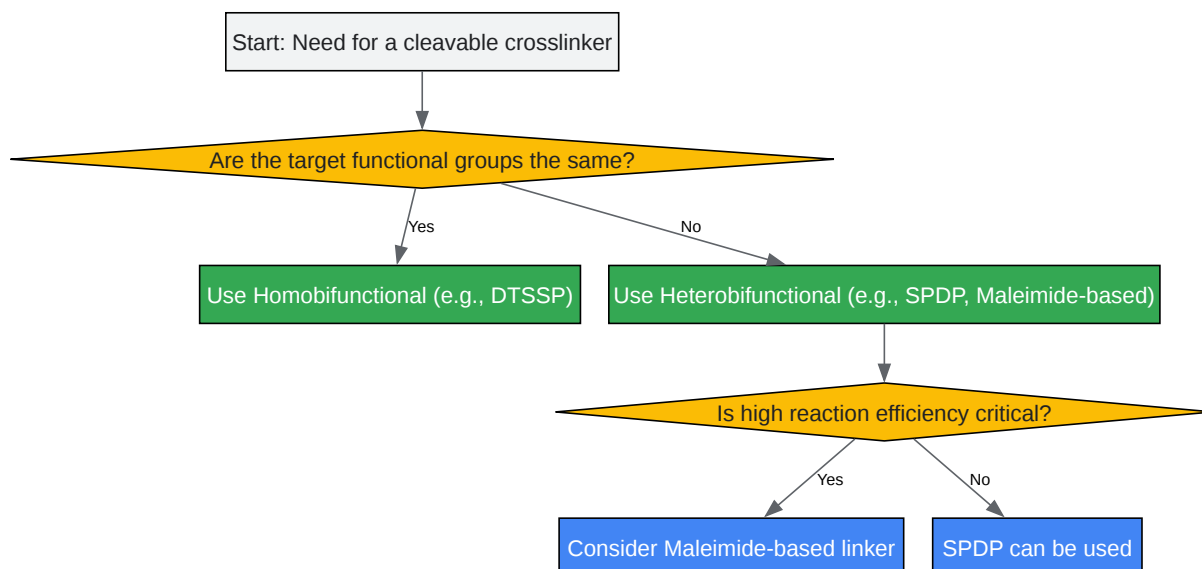 Start: Need for a cleavable crosslinker
Are the target functional groups the same?
Yes
No
Use Homobifunctional (e.g., DTSSP)
Use Heterobifunctional (e.g., SPDP, Maleimide-based)
Is high reaction efficiency critical?
Yes
No
Consider Maleimide-based linker
SPDP can be used